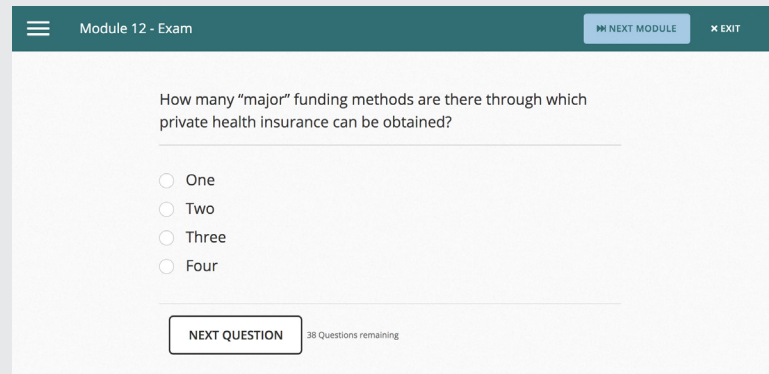 Module 12 - Exam
NEXT MODULE
× EXIT
How many “major” funding methods are there through which
private health insurance can be obtained?
One
Two
Three
Four
NEXT QUESTION
38 Questions remaining